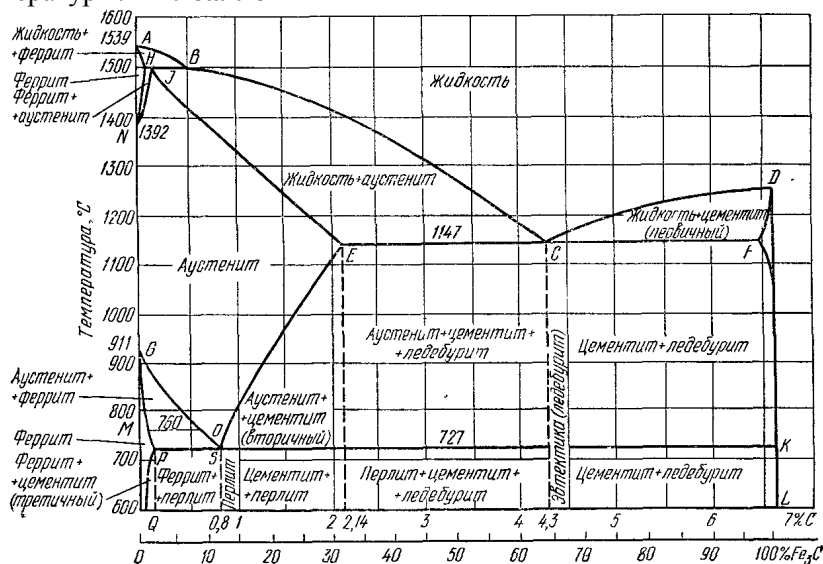 1600
1539
1500
1400
1392
1300
1200
1100
1000
911
900
800
700
600
Температура, °C
Жидкость+
+феррит
Феррит
Феррит+
+аустенит
A
H
J
B
N
Жидкость
Жидкость+аустенит
D
Жидкость+цементит
(первичный)
1147
E
C
F
Аустенит
G
Аустенит+
+феррит
M
Феррит
Феррит+
+цементит
(третичный)
760
O
S
P
Аустенит+
+цементит
(вторичный)
Аустенит+цементит+
+ледебурит
Эвтектика (ледебурит)
Цементит+ледебурит
727
K
Феррит+
+перлит
Перлит
Цементит+
+перлит
Перлит+цементит+
+ледебурит
Цементит+ледебурит
L
Q 0,8 1 2 2,14 3 4 4,3 5 6 7%C
0 10 20 30 40 50 60 70 80 90 100%Fe₃C